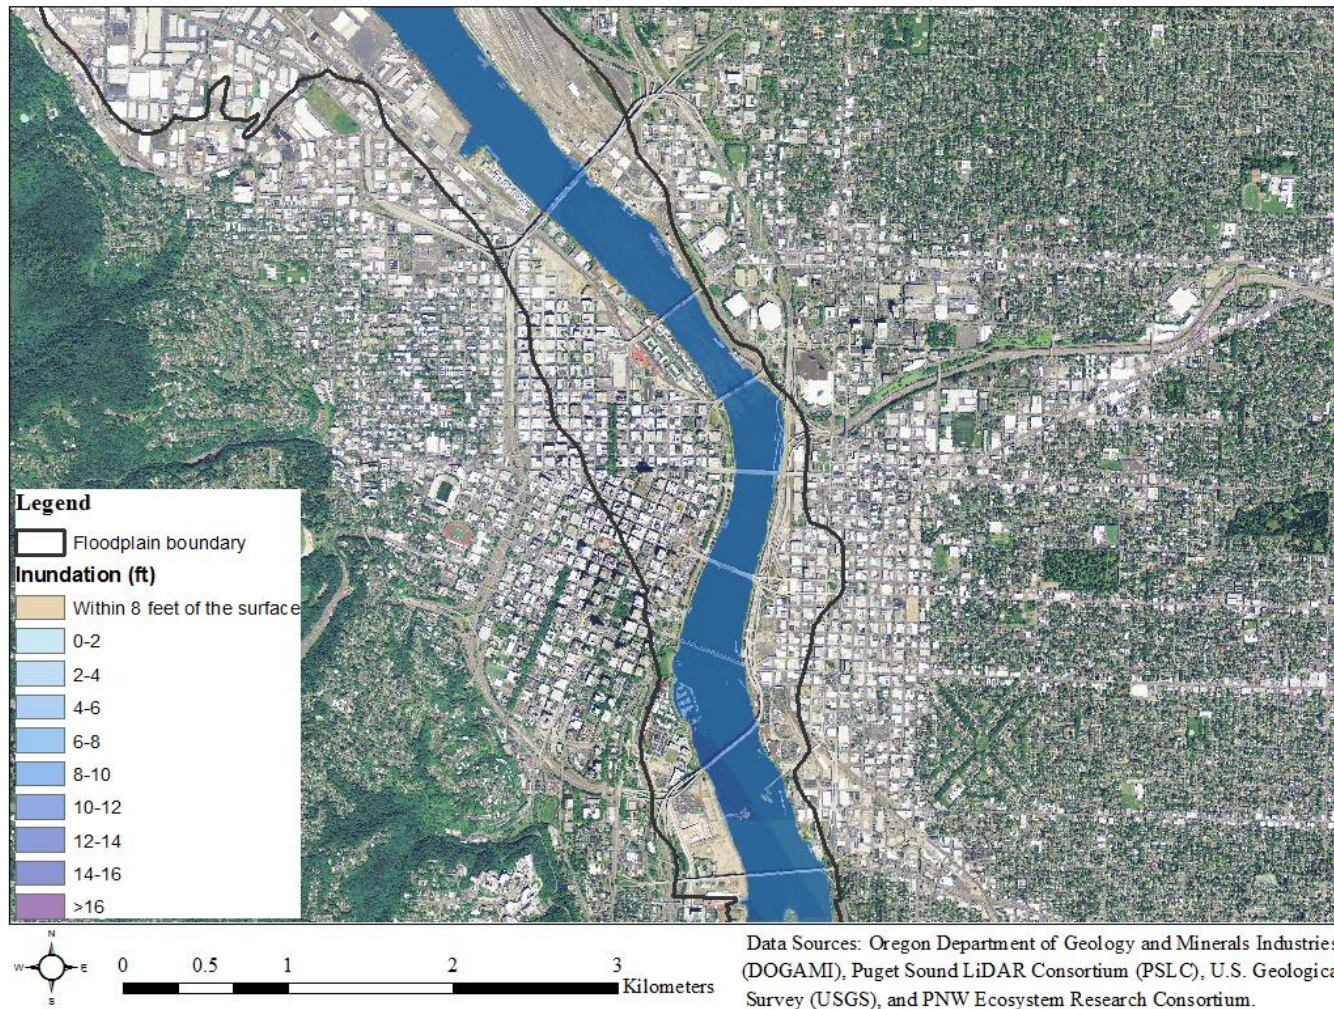 Legend
Floodplain boundary
Inundation (ft)
Within 8 feet of the surface
0-2
2-4
4-6
6-8
8-10
10-12
12-14
14-16
>16
N
W E
S
0 0.5 1 2 3
Kilometers
Data Sources: Oregon Department of Geology and Minerals Industries
(DOGAMI), Puget Sound LiDAR Consortium (PSLC), U.S. Geologica
Survey (USGS), and PNW Ecosystem Research Consortium.